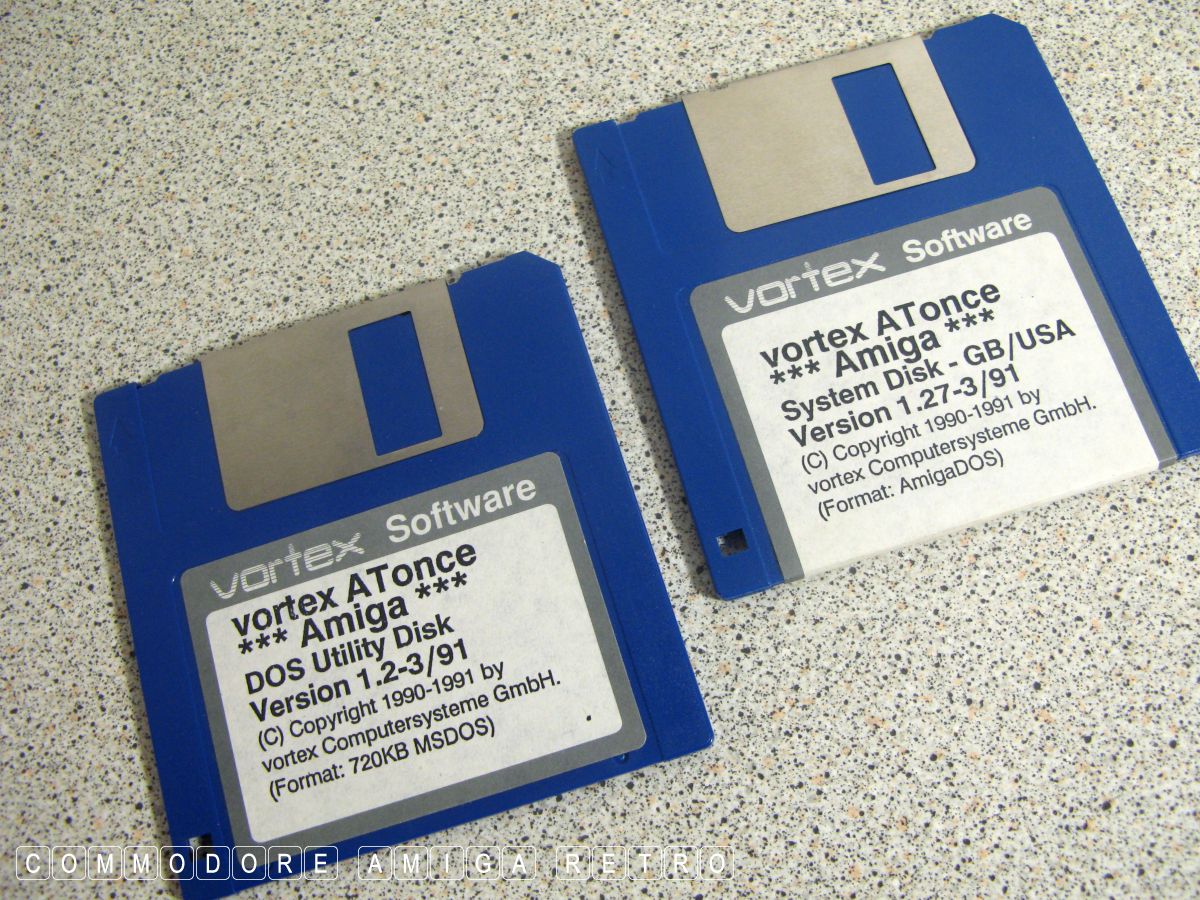 vortex Software
vortex ATonce
*** Amiga ***
DOS Utility Disk
Version 1.2-3/91
(C) Copyright 1990-1991 by
vortex Computersysteme GmbH.
(Format: 720KB MSDOS)
vortex Software
vortex ATonce
*** Amiga ***
System Disk - GB/USA
Version 1.27-3/91
(C) Copyright 1990-1991 by
vortex Computersysteme GmbH.
(Format: AmigaDOS)
COMMODORE AMIGA RETRO